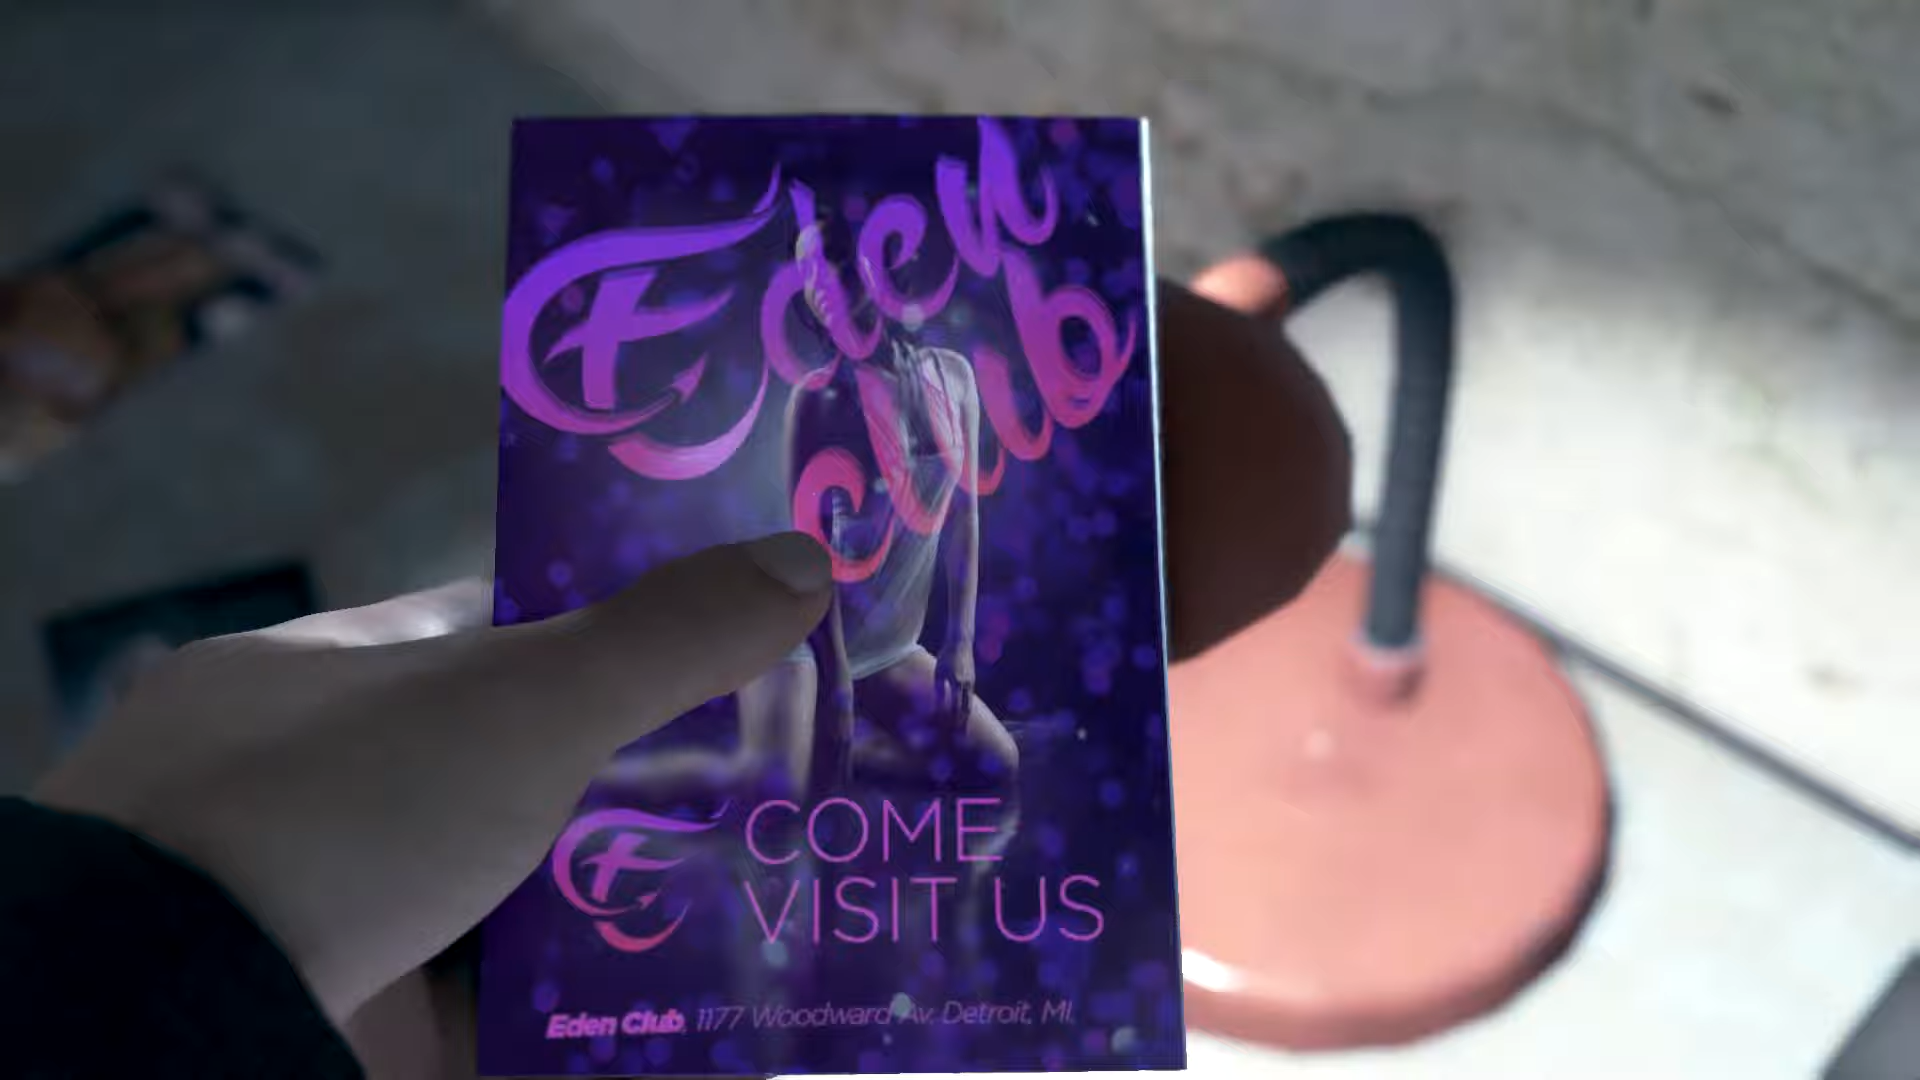 Eden
club
COME
VISIT US
Eden Club, 1177 Woodward Av. Detroit, MI.